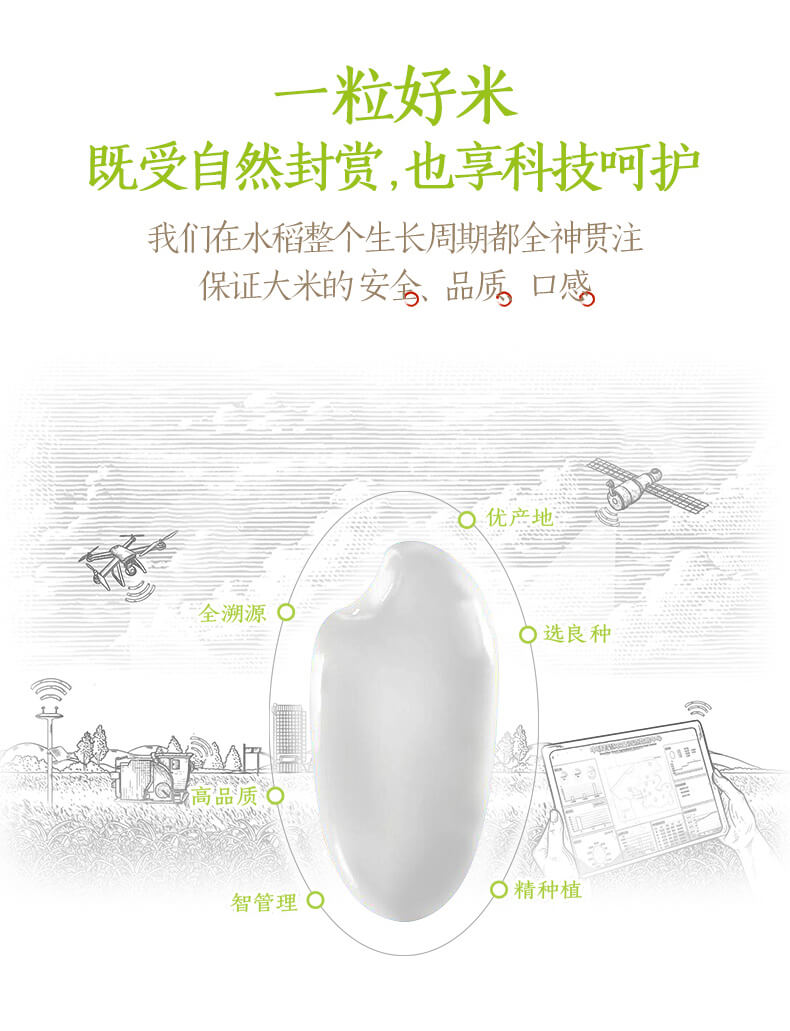 一粒好米
既受自然封赏,也享科技呵护
我们在水稻整个生长周期都全神贯注
保证大米的安全、品质、口感
优产地
全溯源
选良种
高品质
智管理
精种植